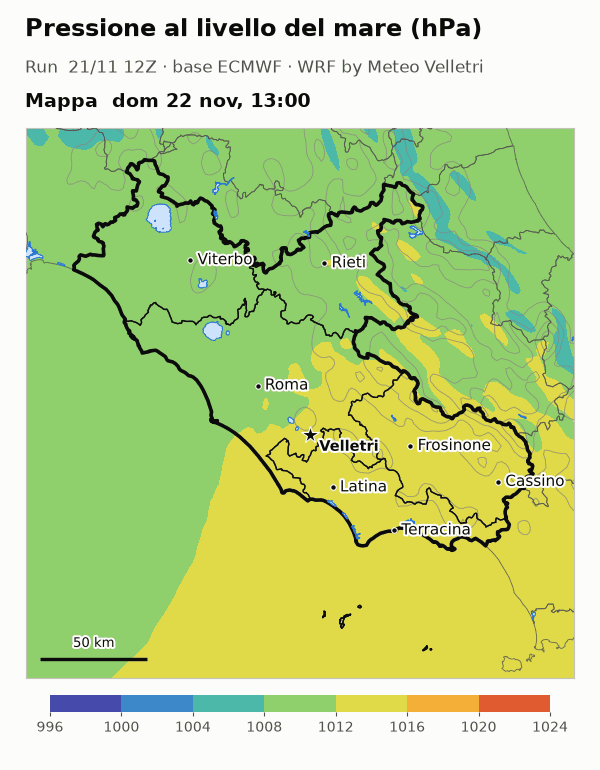 Pressione al livello del mare (hPa)
Run  21/11 12Z · base ECMWF · WRF by Meteo Velletri
Mappa  dom 22 nov, 13:00
Viterbo
Rieti
Roma
Velletri
Frosinone
Cassino
Latina
Terracina
50 km
996 1000 1004 1008 1012 1016 1020 1024